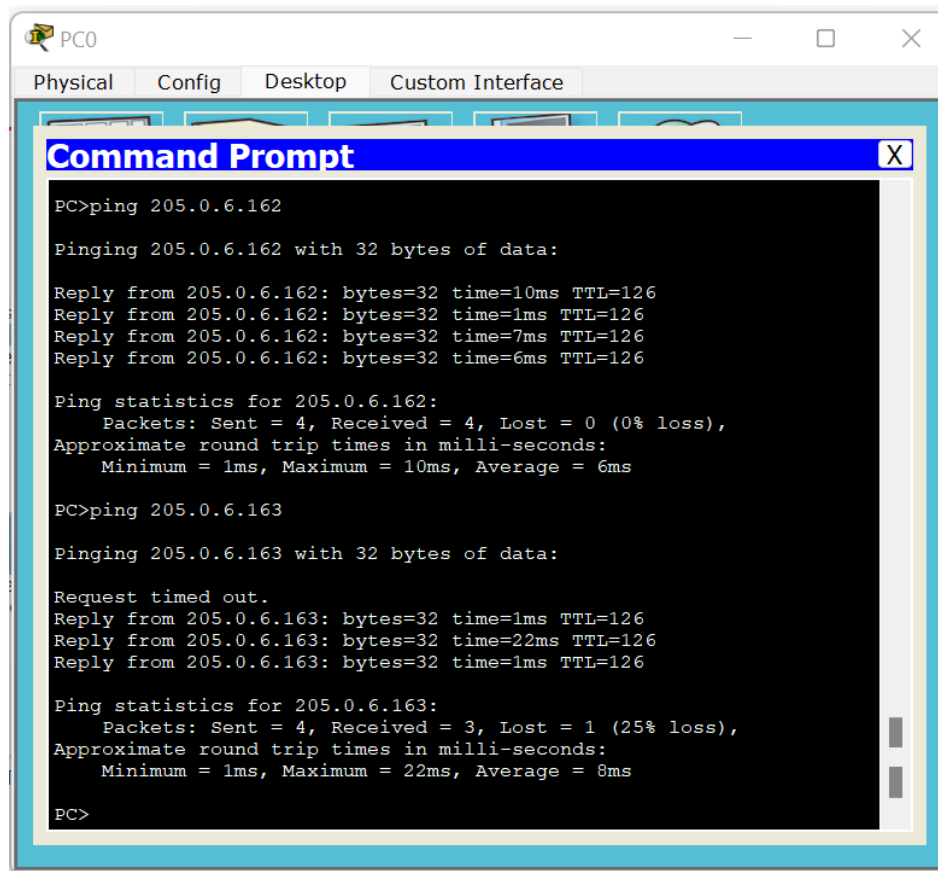 PC0
Physical Config Desktop Custom Interface
Command Prompt X
PC>ping 205.0.6.162
Pinging 205.0.6.162 with 32 bytes of data:
Reply from 205.0.6.162: bytes=32 time=10ms TTL=126
Reply from 205.0.6.162: bytes=32 time=1ms TTL=126
Reply from 205.0.6.162: bytes=32 time=7ms TTL=126
Reply from 205.0.6.162: bytes=32 time=6ms TTL=126
Ping statistics for 205.0.6.162:
Packets: Sent = 4, Received = 4, Lost = 0 (0% loss),
Approximate round trip times in milli-seconds:
Minimum = 1ms, Maximum = 10ms, Average = 6ms
PC>ping 205.0.6.163
Pinging 205.0.6.163 with 32 bytes of data:
Request timed out.
Reply from 205.0.6.163: bytes=32 time=1ms TTL=126
Reply from 205.0.6.163: bytes=32 time=22ms TTL=126
Reply from 205.0.6.163: bytes=32 time=1ms TTL=126
Ping statistics for 205.0.6.163:
Packets: Sent = 4, Received = 3, Lost = 1 (25% loss),
Approximate round trip times in milli-seconds:
Minimum = 1ms, Maximum = 22ms, Average = 8ms
PC>